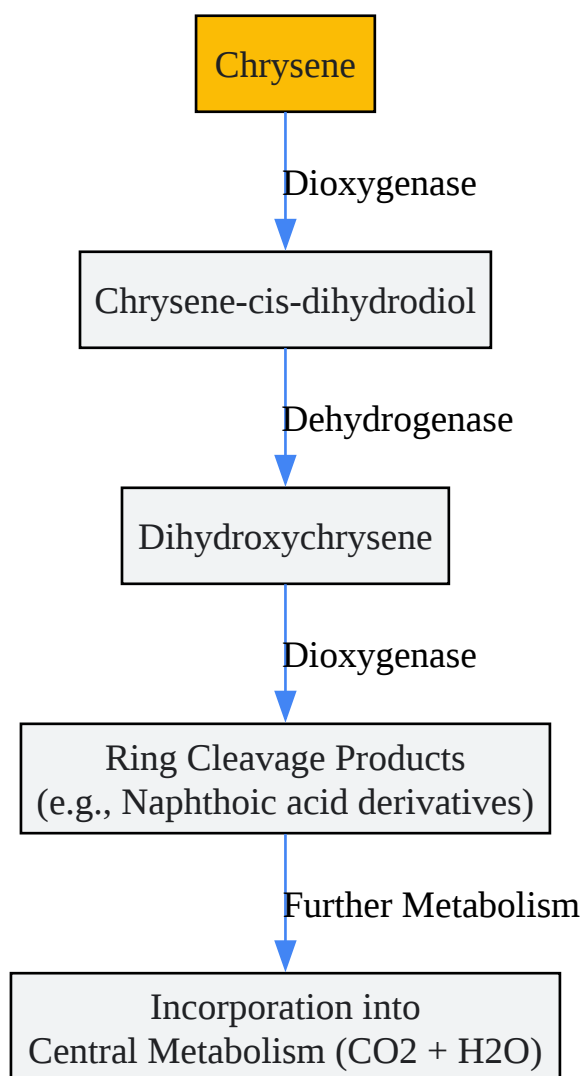 Chrysene
Dioxygenase
Chrysene-cis-dihydrodiol
Dehydrogenase
Dihydroxychrysene
Dioxygenase
Ring Cleavage Products
(e.g., Naphthoic acid derivatives)
Further Metabolism
Incorporation into
Central Metabolism (CO2 + H2O)